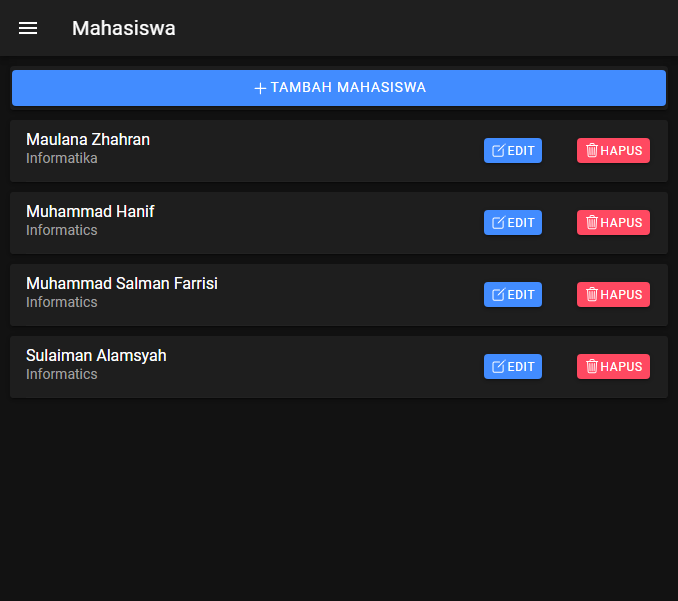 Mahasiswa
TAMBAH MAHASISWA
Maulana Zhahran
Informatika
EDIT
HAPUS
Muhammad Hanif
Informatics
EDIT
HAPUS
Muhammad Salman Farrisi
Informatics
EDIT
HAPUS
Sulaiman Alamsyah
Informatics
EDIT
HAPUS